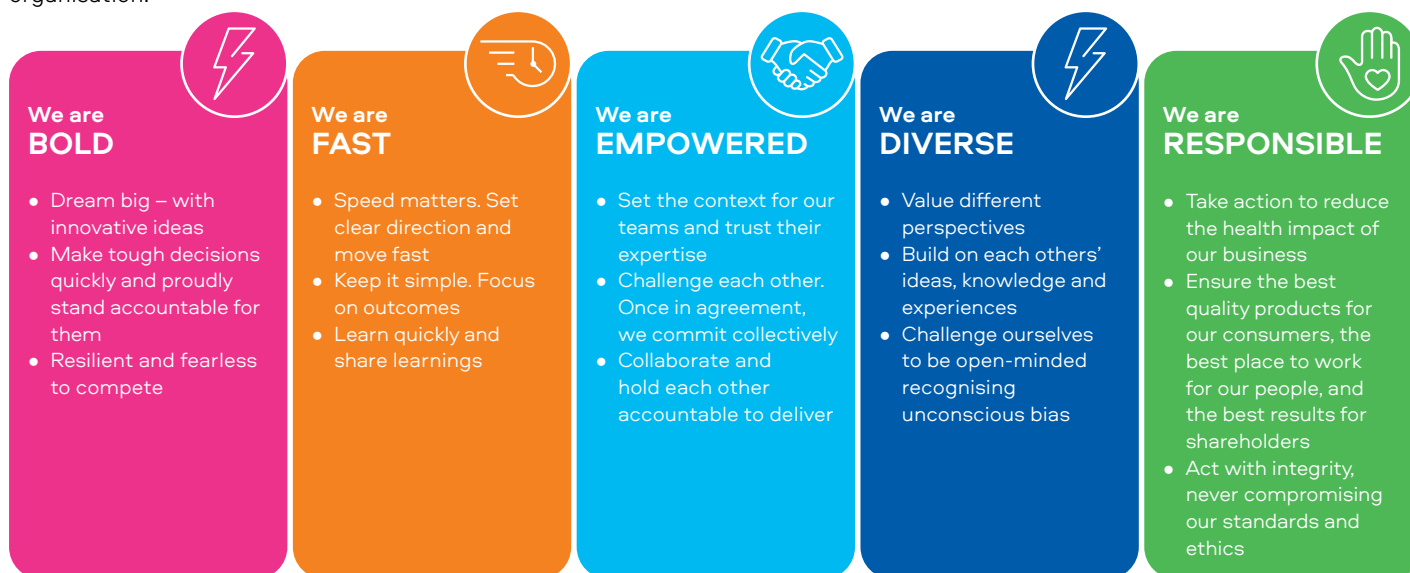 organisation.
We are
BOLD
● Dream big – with
innovative ideas
● Make tough decisions
quickly and proudly
stand accountable for
them
● Resilient and fearless
to compete
We are
FAST
● Speed matters. Set
clear direction and
move fast
● Keep it simple. Focus
on outcomes
● Learn quickly and
share learnings
We are
EMPOWERED
● Set the context for our
teams and trust their
expertise
● Challenge each other.
Once in agreement,
we commit collectively
● Collaborate and
hold each other
accountable to deliver
We are
DIVERSE
● Value different
perspectives
● Build on each others’
ideas, knowledge and
experiences
● Challenge ourselves
to be open-minded
recognising
unconscious bias
We are
RESPONSIBLE
● Take action to reduce
the health impact of
our business
● Ensure the best
quality products for
our consumers, the
best place to work
for our people, and
the best results for
shareholders
● Act with integrity,
never compromising
our standards and
ethics